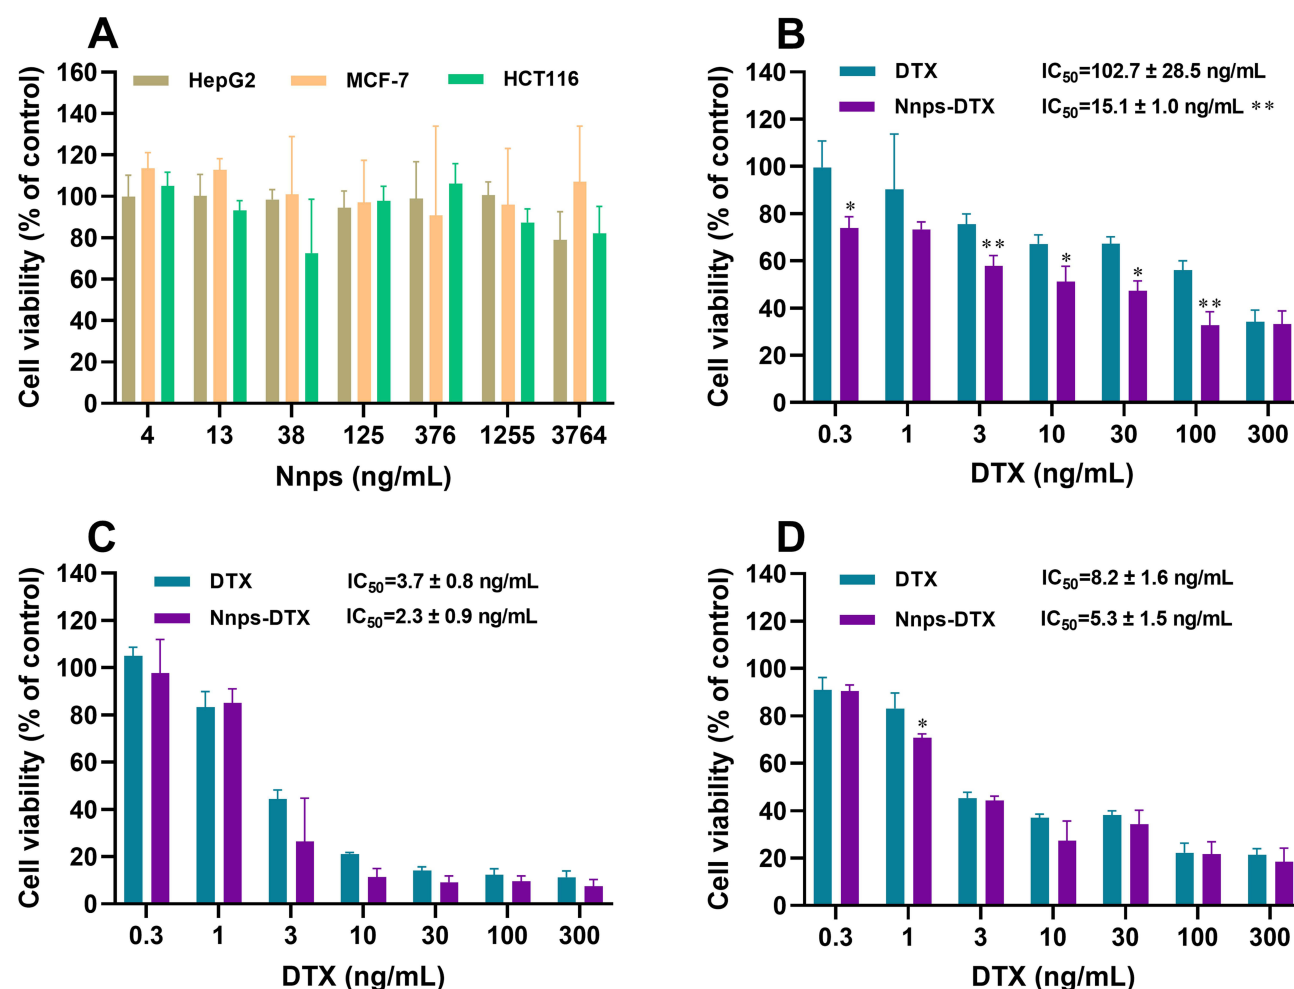 A
HepG2 MCF-7 HCT116
Cell viability (% of control)
160
140
120
100
80
60
40
20
0
4 13 38 125 376 1255 3764
Nnps (ng/mL)
B
DTX IC50=102.7 ± 28.5 ng/mL
Nnps-DTX IC50=15.1 ± 1.0 ng/mL **
Cell viability (% of control)
140
120
100
80
60
40
20
0
* ** * * **
0.3 1 3 10 30 100 300
DTX (ng/mL)
C
DTX IC50=3.7 ± 0.8 ng/mL
Nnps-DTX IC50=2.3 ± 0.9 ng/mL
Cell viability (% of control)
140
120
100
80
60
40
20
0
0.3 1 3 10 30 100 300
DTX (ng/mL)
D
DTX IC50=8.2 ± 1.6 ng/mL
Nnps-DTX IC50=5.3 ± 1.5 ng/mL
Cell viability (% of control)
140
120
100
80
60
40
20
0
*
0.3 1 3 10 30 100 300
DTX (ng/mL)